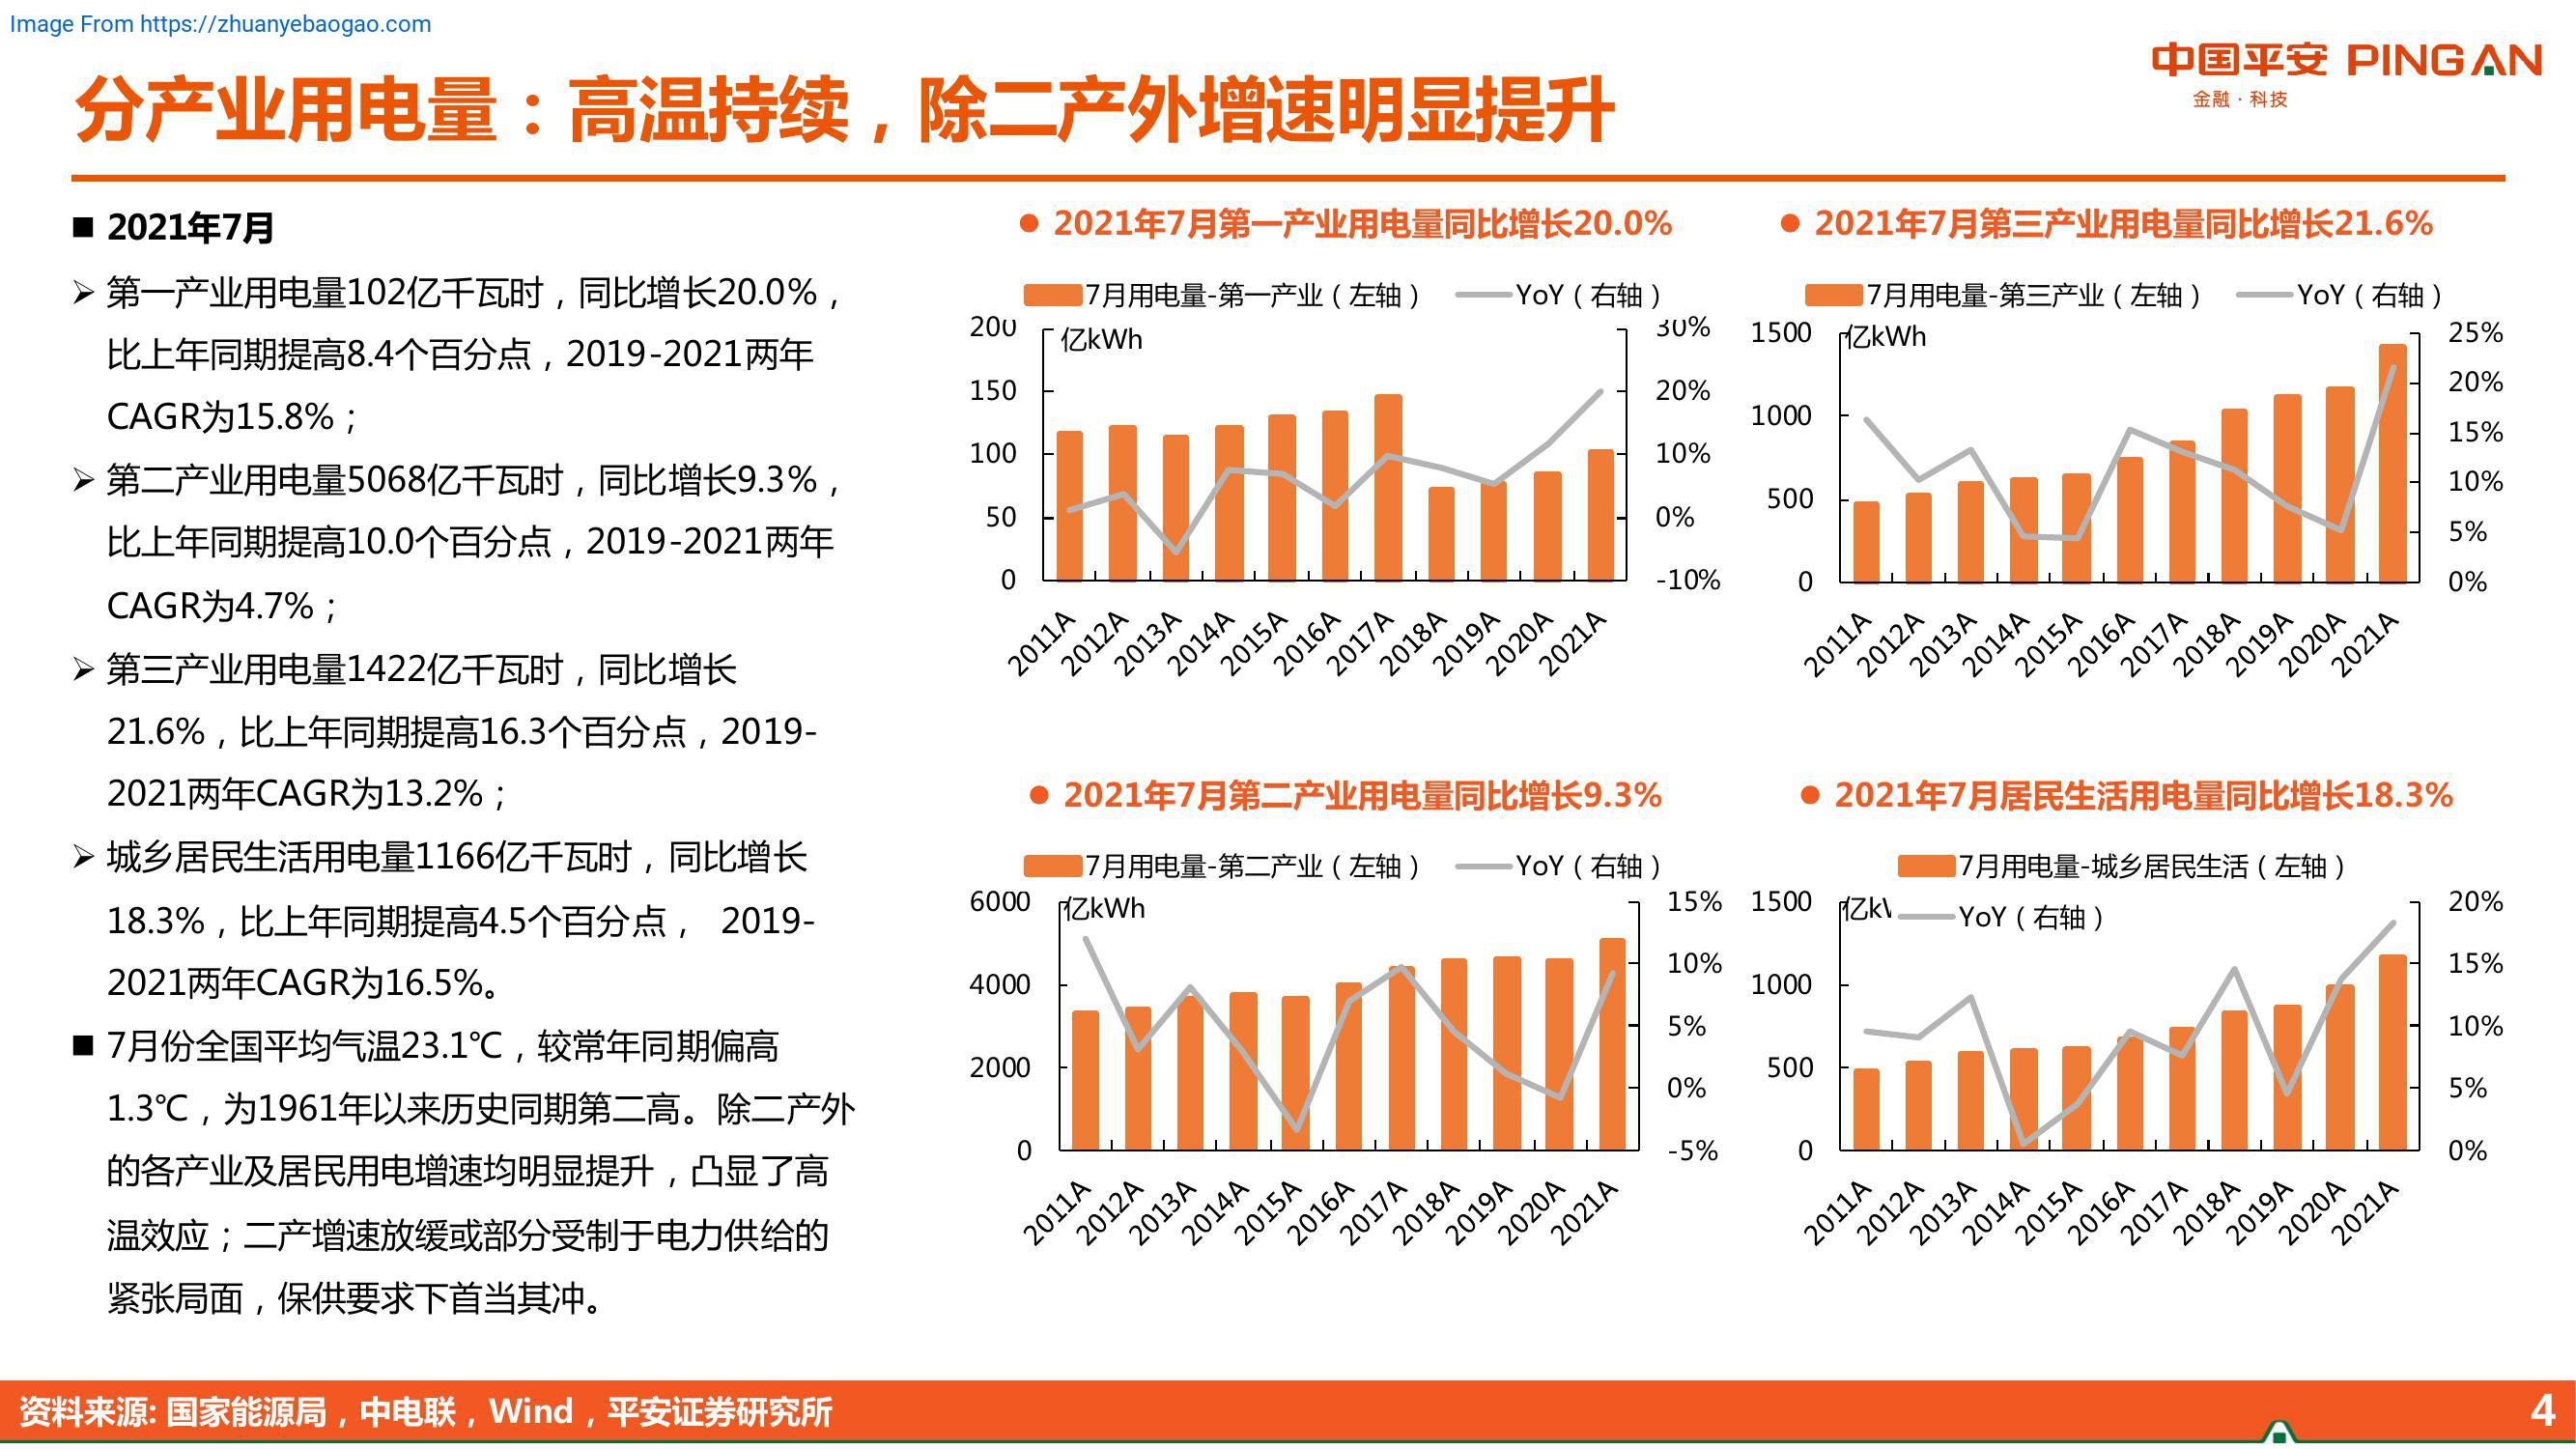 Image From https://zhuanyebaogao.com
中国平安 PINGAN
金融·科技
分产业用电量：高温持续，除二产外增速明显提升
■ 2021年7月
➢ 第一产业用电量102亿千瓦时，同比增长20.0%，
比上年同期提高8.4个百分点，2019-2021两年
CAGR为15.8%；
➢ 第二产业用电量5068亿千瓦时，同比增长9.3%，
比上年同期提高10.0个百分点，2019-2021两年
CAGR为4.7%；
➢ 第三产业用电量1422亿千瓦时，同比增长
21.6%，比上年同期提高16.3个百分点，2019-
2021两年CAGR为13.2%；
➢ 城乡居民生活用电量1166亿千瓦时，同比增长
18.3%，比上年同期提高4.5个百分点， 2019-
2021两年CAGR为16.5%。
■ 7月份全国平均气温23.1℃，较常年同期偏高
1.3℃，为1961年以来历史同期第二高。除二产外
的各产业及居民用电增速均明显提升，凸显了高
温效应；二产增速放缓或部分受制于电力供给的
紧张局面，保供要求下首当其冲。
● 2021年7月第一产业用电量同比增长20.0%
7月用电量-第一产业（左轴） YoY（右轴）
亿kWh
200
150
100
50
0
30%
20%
10%
0%
-10%
2011A 2012A 2013A 2014A 2015A 2016A 2017A 2018A 2019A 2020A 2021A
● 2021年7月第三产业用电量同比增长21.6%
7月用电量-第三产业（左轴） YoY（右轴）
亿kWh
1500
1000
500
0
25%
20%
15%
10%
5%
0%
2011A 2012A 2013A 2014A 2015A 2016A 2017A 2018A 2019A 2020A 2021A
● 2021年7月第二产业用电量同比增长9.3%
7月用电量-第二产业（左轴） YoY（右轴）
亿kWh
6000
4000
2000
0
15%
10%
5%
0%
-5%
2011A 2012A 2013A 2014A 2015A 2016A 2017A 2018A 2019A 2020A 2021A
● 2021年7月居民生活用电量同比增长18.3%
7月用电量-城乡居民生活（左轴）
亿k YoY（右轴）
1500
1000
500
0
20%
15%
10%
5%
0%
2011A 2012A 2013A 2014A 2015A 2016A 2017A 2018A 2019A 2020A 2021A
资料来源: 国家能源局，中电联，Wind，平安证券研究所
4